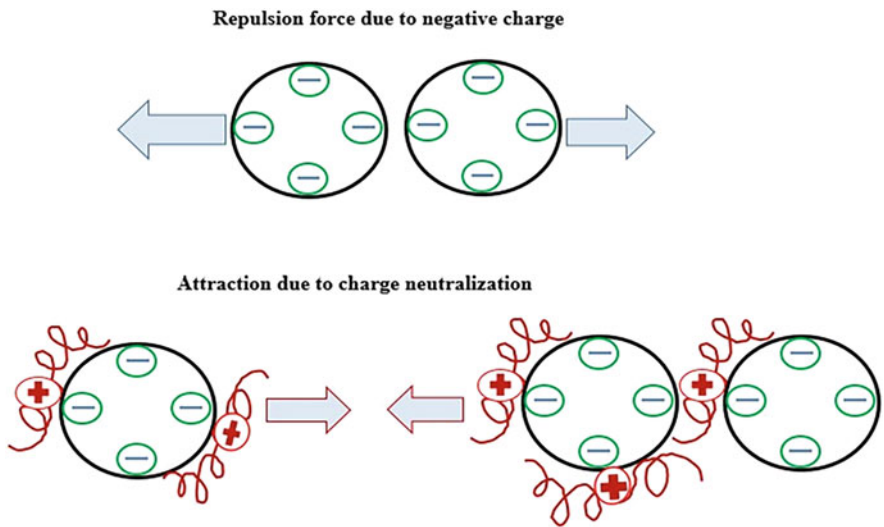 Repulsion force due to negative charge
Attraction due to charge neutralization